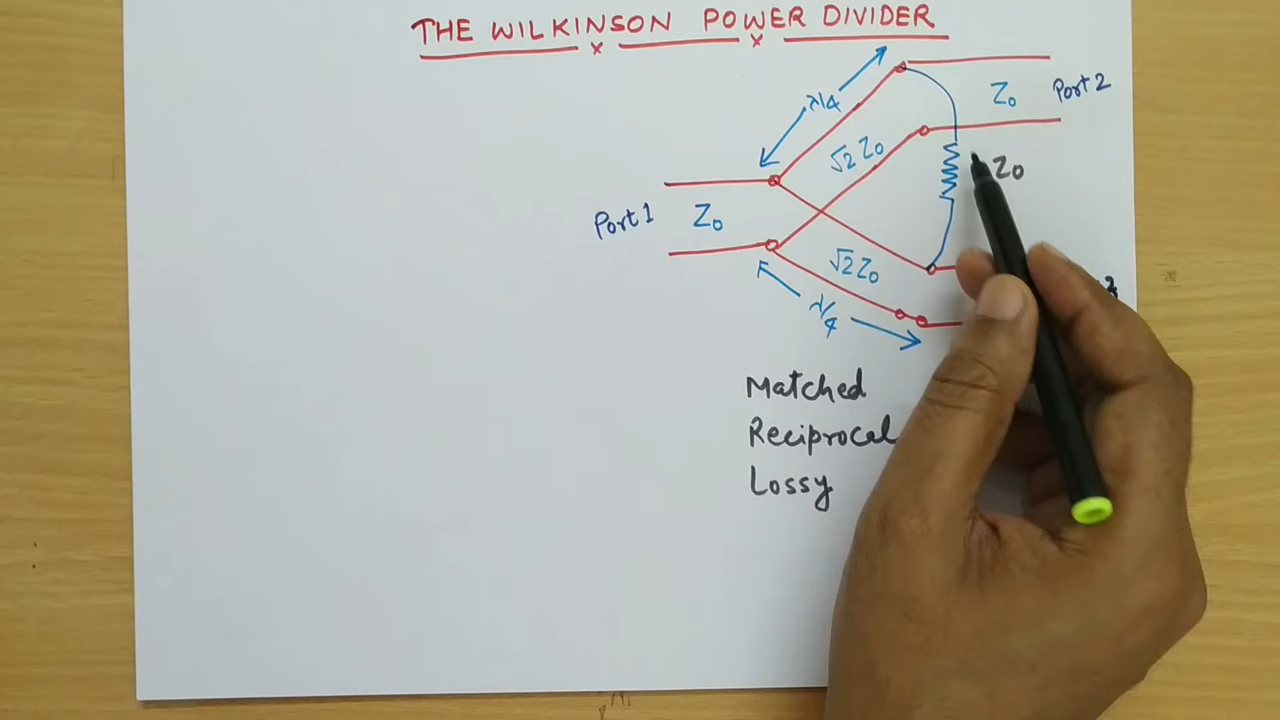 THE WILKINSON POWER DIVIDER
λ/4
Z₀
Port 2
√2 Z₀
Z₀
Port 1
Z₀
√2 Z₀
λ/4
Matched
Reciprocal
Lossy